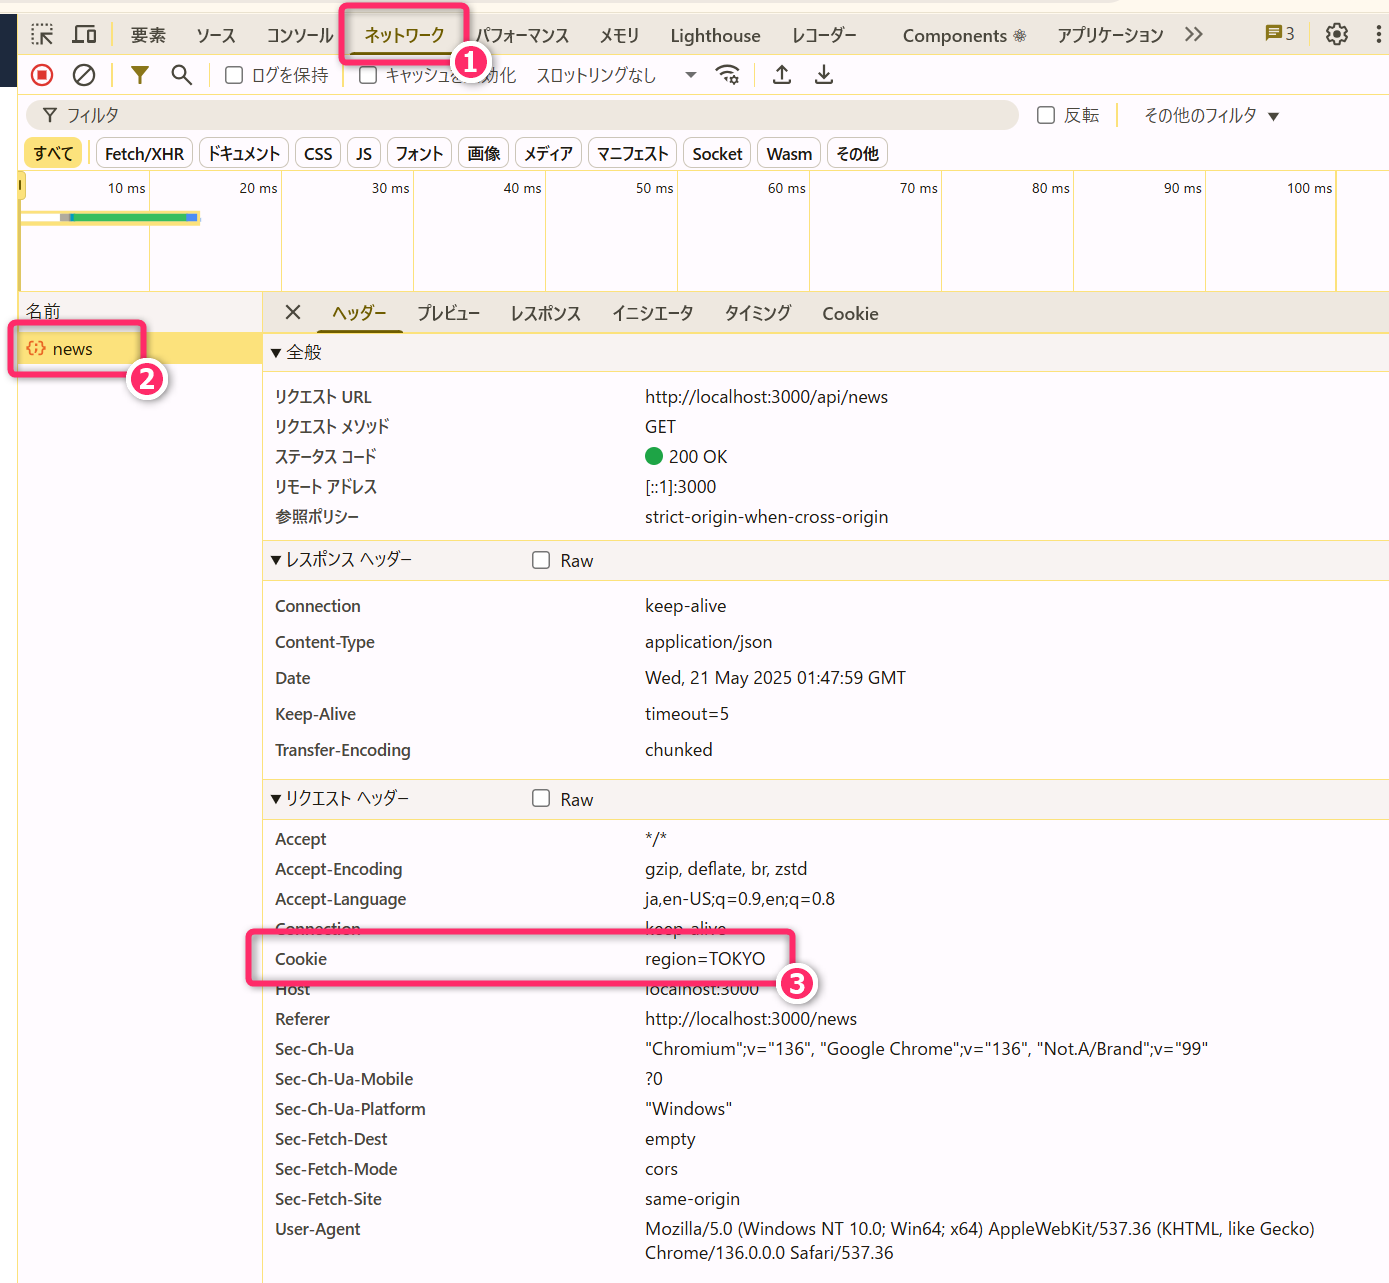 要素 ソース コンソール ネットワーク パフォーマンス メモリ Lighthouse レコーダー Components アプリケーション 3
1
ログを保持 キャッシュを 効化 スロットリングなし
フィルタ 反転 その他のフィルタ
すべて Fetch/XHR ドキュメント CSS JS フォント 画像 メディア マニフェスト Socket Wasm その他
10 ms 20 ms 30 ms 40 ms 50 ms 60 ms 70 ms 80 ms 90 ms 100 ms
名前 ヘッダー プレビュー レスポンス イニシエータ タイミング Cookie
news
2
全般
リクエスト URL http://localhost:3000/api/news
リクエスト メソッド GET
ステータス コード 200 OK
リモート アドレス [::1]:3000
参照ポリシー strict-origin-when-cross-origin
レスポンス ヘッダー Raw
Connection keep-alive
Content-Type application/json
Date Wed, 21 May 2025 01:47:59 GMT
Keep-Alive timeout=5
Transfer-Encoding chunked
リクエスト ヘッダー Raw
Accept */*
Accept-Encoding gzip, deflate, br, zstd
Accept-Language ja,en-US;q=0.9,en;q=0.8
Connection keep-alive
Cookie region=TOKYO
3
Host localhost:3000
Referer http://localhost:3000/news
Sec-Ch-Ua "Chromium";v="136", "Google Chrome";v="136", "Not.A/Brand";v="99"
Sec-Ch-Ua-Mobile ?0
Sec-Ch-Ua-Platform "Windows"
Sec-Fetch-Dest empty
Sec-Fetch-Mode cors
Sec-Fetch-Site same-origin
User-Agent Mozilla/5.0 (Windows NT 10.0; Win64; x64) AppleWebKit/537.36 (KHTML, like Gecko)
Chrome/136.0.0.0 Safari/537.36